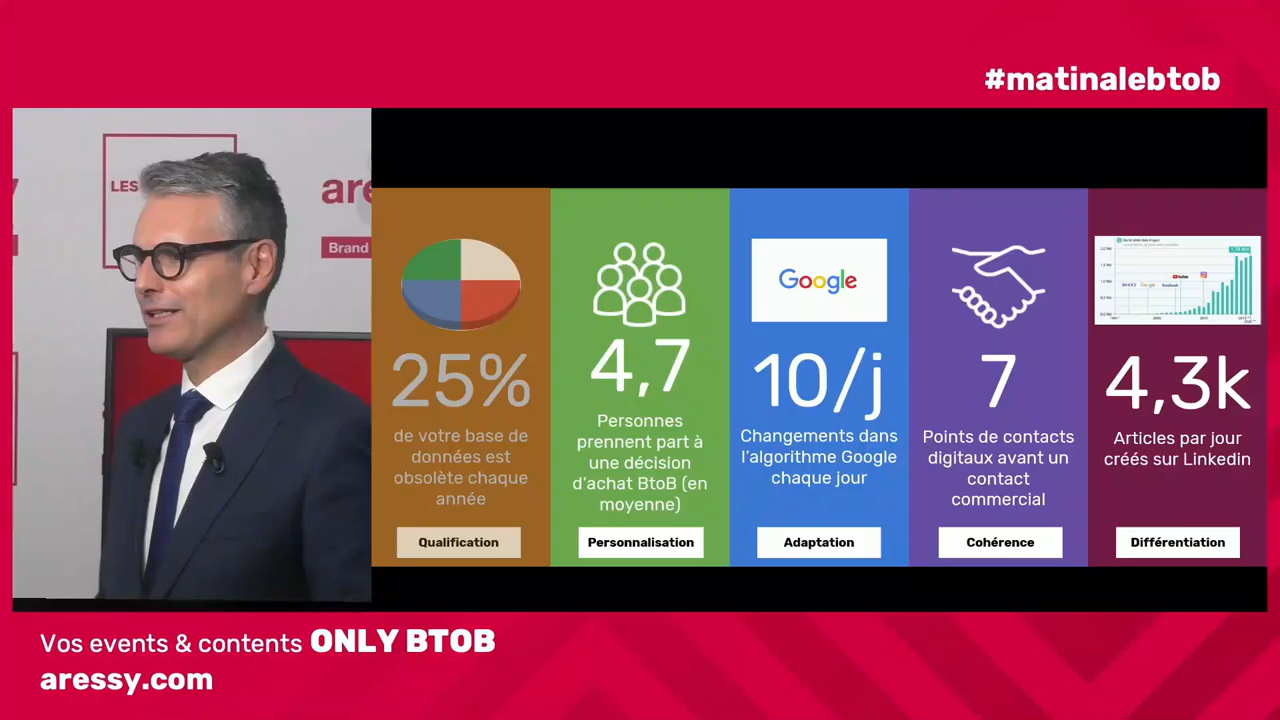 #matinalebtob
LES
are
Brand
25%
de votre base de
données est
obsolète chaque
année
Qualification
4,7
Personnes
prennent part à
une décision
d'achat BtoB (en
moyenne)
Personnalisation
Google
10/j
Changements dans
l'algorithme Google
chaque jour
Adaptation
7
Points de contacts
digitaux avant un
contact
commercial
Cohérence
4,3k
Articles par jour
créés sur Linkedin
Différentiation
Vos events & contents ONLY BTOB
aressy.com